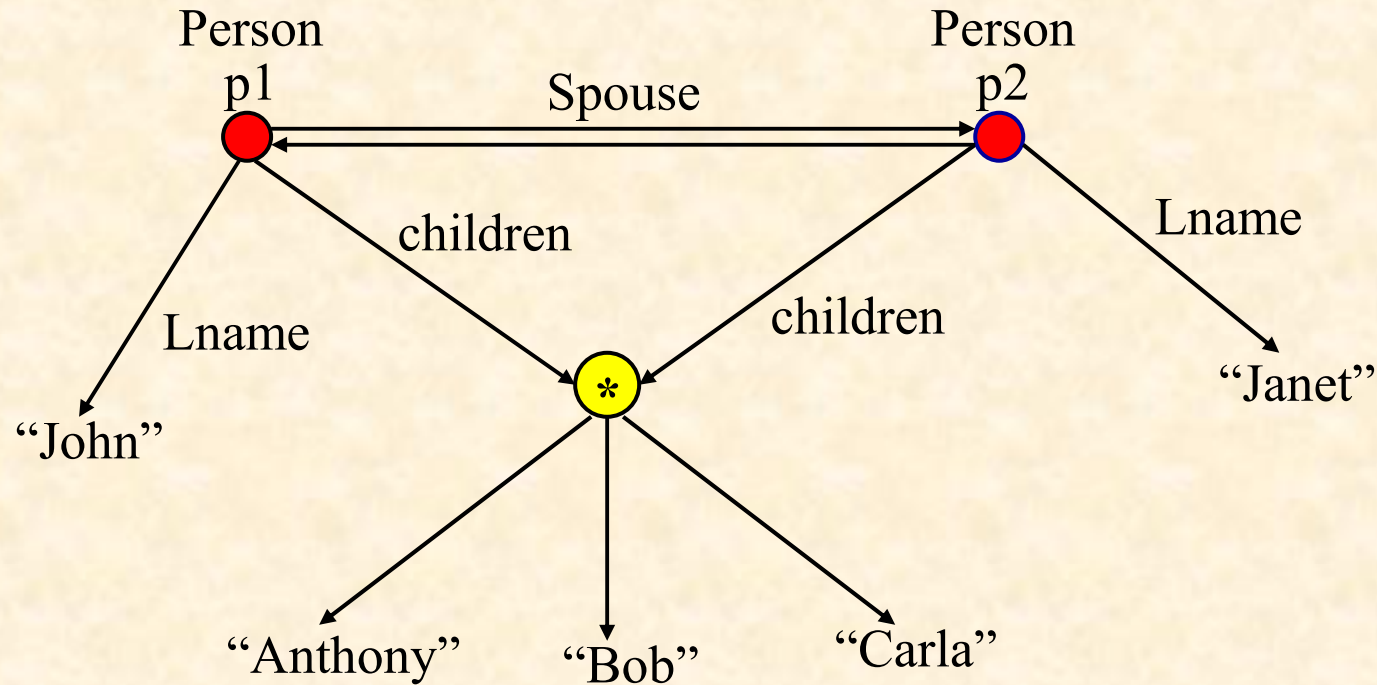 Person
p1
Person
p2
Spouse
children
Lname
Lname
children
*
“Janet”
“John”
“Anthony”
“Bob”
“Carla”